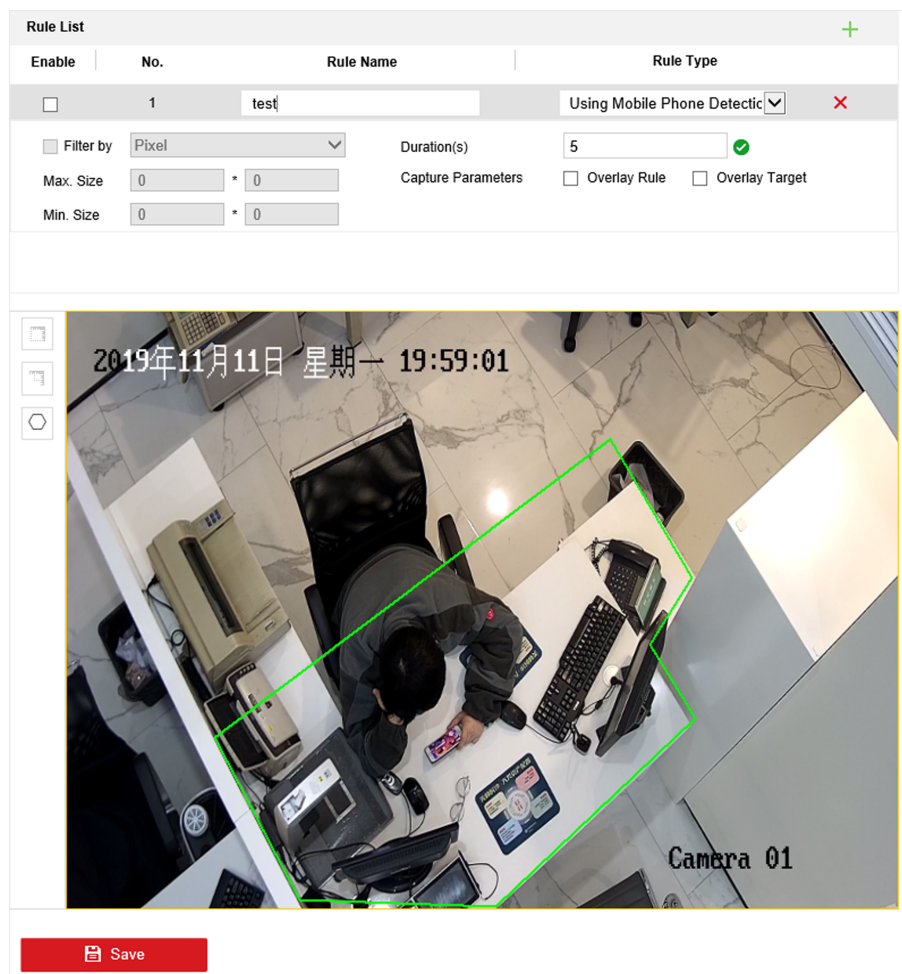 Rule List
Enable No. Rule Name Rule Type
1 test Using Mobile Phone Detectic
Filter by Pixel Duration(s) 5
Max. Size 0 * 0 Capture Parameters Overlay Rule Overlay Target
Min. Size 0 * 0
2019年11月11日 星期一 19:59:01
Camera 01
Save